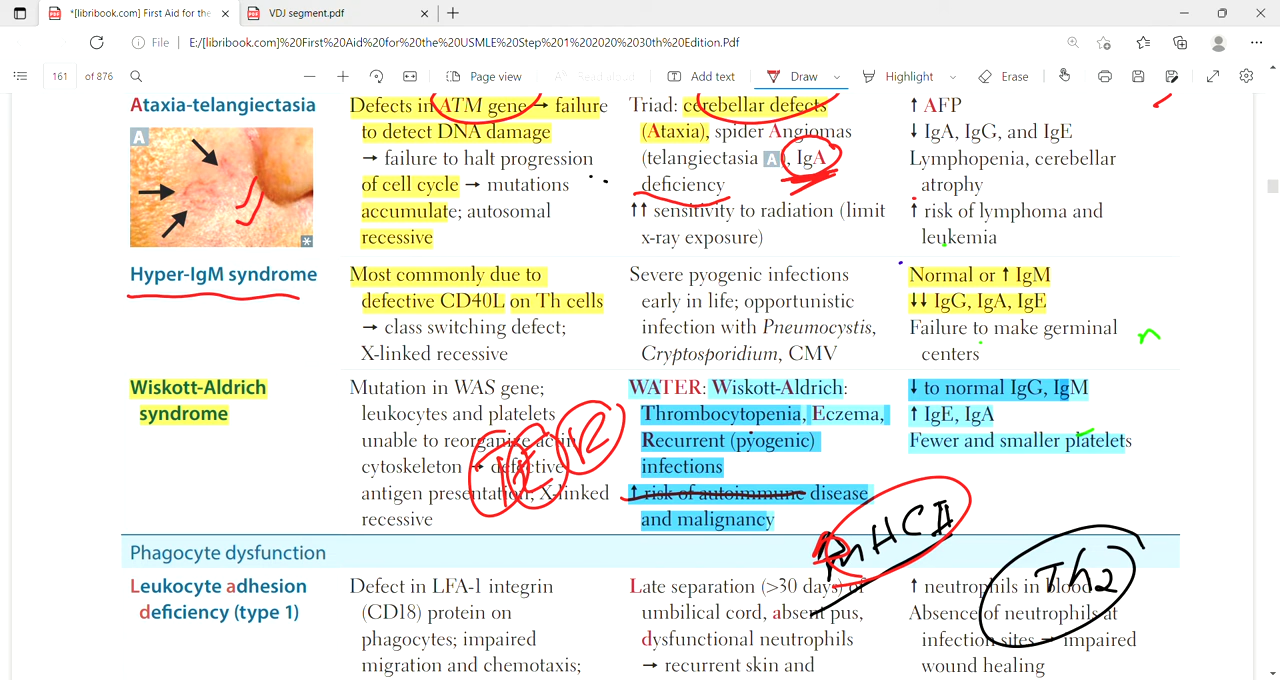 *[libribook.com] First Aid for the
VDJ segment.pdf
File E:/[libribook.com]%20First%20Aid%20for%20the%20USMLE%20Step%201%202020%2030th%20Edition.Pdf
161 of 876
Page view
Read aloud
Add text
Draw
Highlight
Erase
Ataxia-telangiectasia
A
*
Defects in ATM gene → failure
to detect DNA damage
→ failure to halt progression
of cell cycle → mutations
accumulate; autosomal
recessive
Triad: cerebellar defects
(Ataxia), spider Angiomas
(telangiectasia A), IgA
deficiency
↑↑ sensitivity to radiation (limit
x-ray exposure)
↑ AFP
↓ IgA, IgG, and IgE
Lymphopenia, cerebellar
atrophy
↑ risk of lymphoma and
leukemia
Hyper-IgM syndrome
Most commonly due to
defective CD40L on Th cells
→ class switching defect;
X-linked recessive
Severe pyogenic infections
early in life; opportunistic
infection with Pneumocystis,
Cryptosporidium, CMV
Normal or ↑ IgM
↓↓ IgG, IgA, IgE
Failure to make germinal
centers
Wiskott-Aldrich
syndrome
Mutation in WAS gene;
leukocytes and platelets
unable to reorganize actin
cytoskeleton → defective
antigen presentation; X-linked
recessive
WATER: Wiskott-Aldrich:
Thrombocytopenia, Eczema,
Recurrent (pyogenic)
infections
↑ risk of autoimmune disease
and malignancy
↓ to normal IgG, IgM
↑ IgE, IgA
Fewer and smaller platelets
MHC II
Th2
Phagocyte dysfunction
Leukocyte adhesion
deficiency (type 1)
Defect in LFA-1 integrin
(CD18) protein on
phagocytes; impaired
migration and chemotaxis;
Late separation (>30 days) of
umbilical cord, absent pus,
dysfunctional neutrophils
→ recurrent skin and
↑ neutrophils in blood
Absence of neutrophils at
infection sites → impaired
wound healing